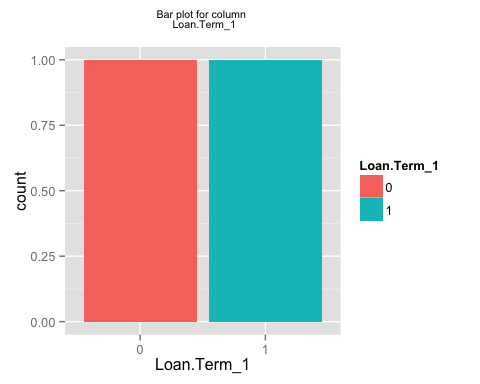 Bar plot for column
Loan.Term_1
1.00
0.75
0.50
0.25
0.00
count
0
1
Loan.Term_1
Loan.Term_1
0
1